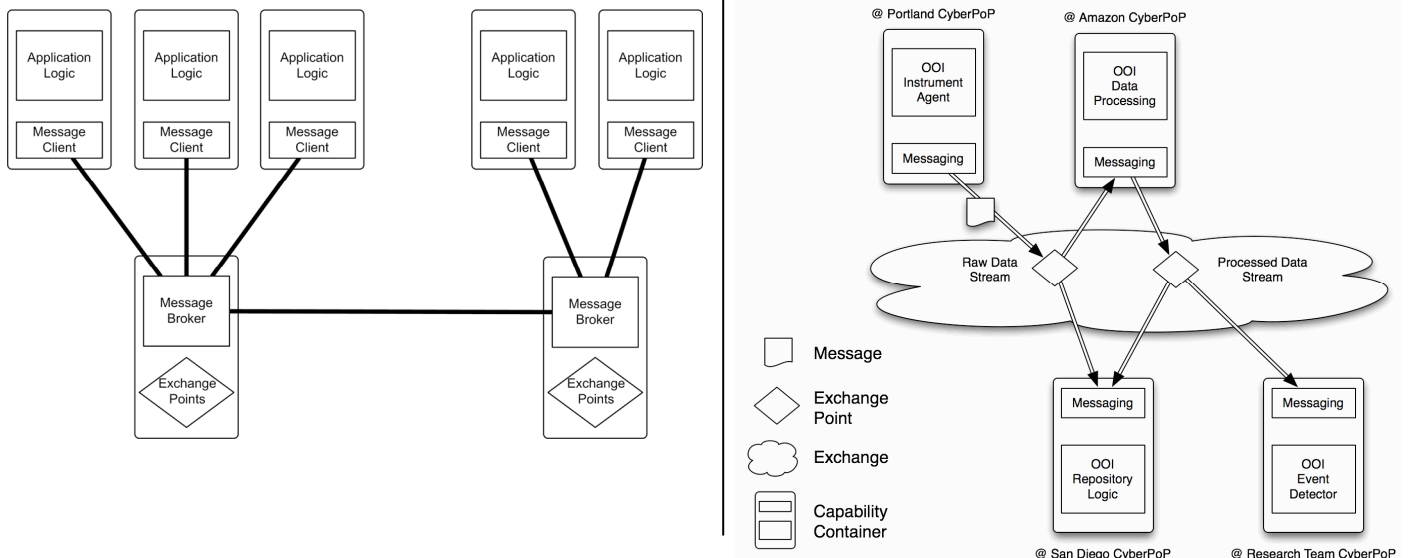 Application
Logic
Message
Client
Application
Logic
Message
Client
Application
Logic
Message
Client
Application
Logic
Message
Client
Application
Logic
Message
Client
Message
Broker
Exchange
Points
Message
Broker
Exchange
Points
@ Portland CyberPoP
OOI
Instrument
Agent
Messaging
@ Amazon CyberPoP
OOI
Data
Processing
Messaging
Raw Data
Stream
Processed Data
Stream
Message
Exchange
Point
Exchange
Capability
Container
Messaging
OOI
Repository
Logic
@ San Diego CyberPoP
Messaging
OOI
Event
Detector
@ Research Team CyberPoP